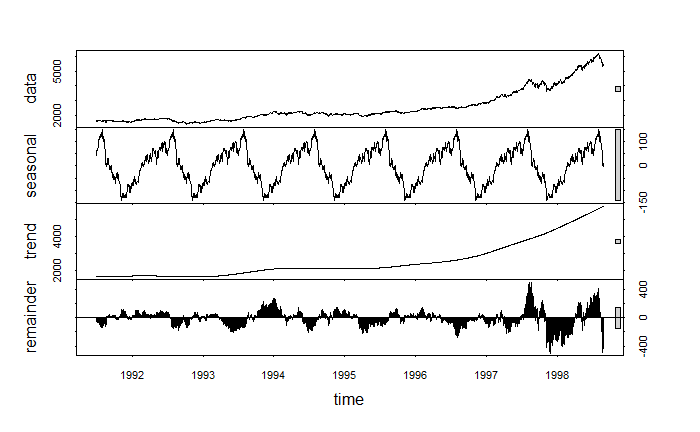 data
2000 5000
seasonal
-150 0 100
trend
2000 4000
remainder
-400 0 400
1992 1993 1994 1995 1996 1997 1998
time